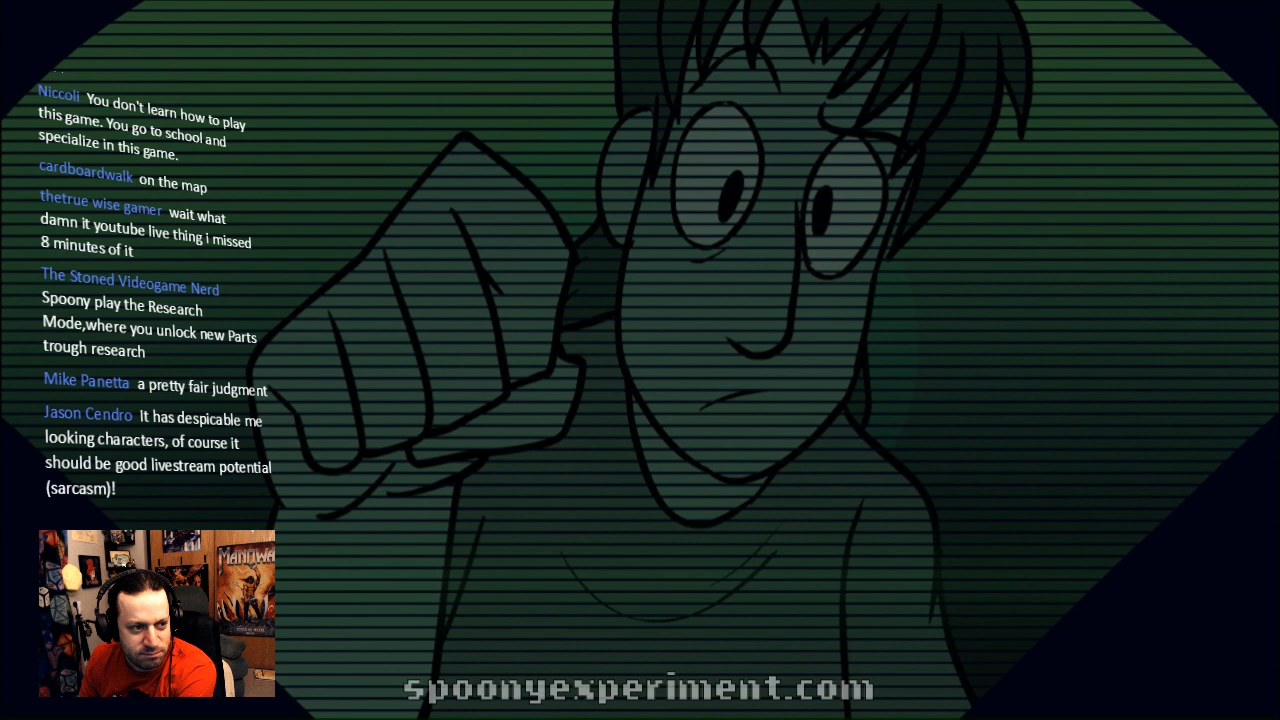 Niccoli You don't learn how to play
this game. You go to school and
specialize in this game.
cardboardwalk on the map
thetrue wise gamer wait what
damn it youtube live thing i missed
8 minutes of it
The Stoned Videogame Nerd
Spoony play the Research
Mode,where you unlock new Parts
trough research
Mike Panetta a pretty fair judgment
Jason Cendro It has despicable me
looking characters, of course it
should be good livestream potential
(sarcasm)!
MANOWAR
spoonyexperiment.com